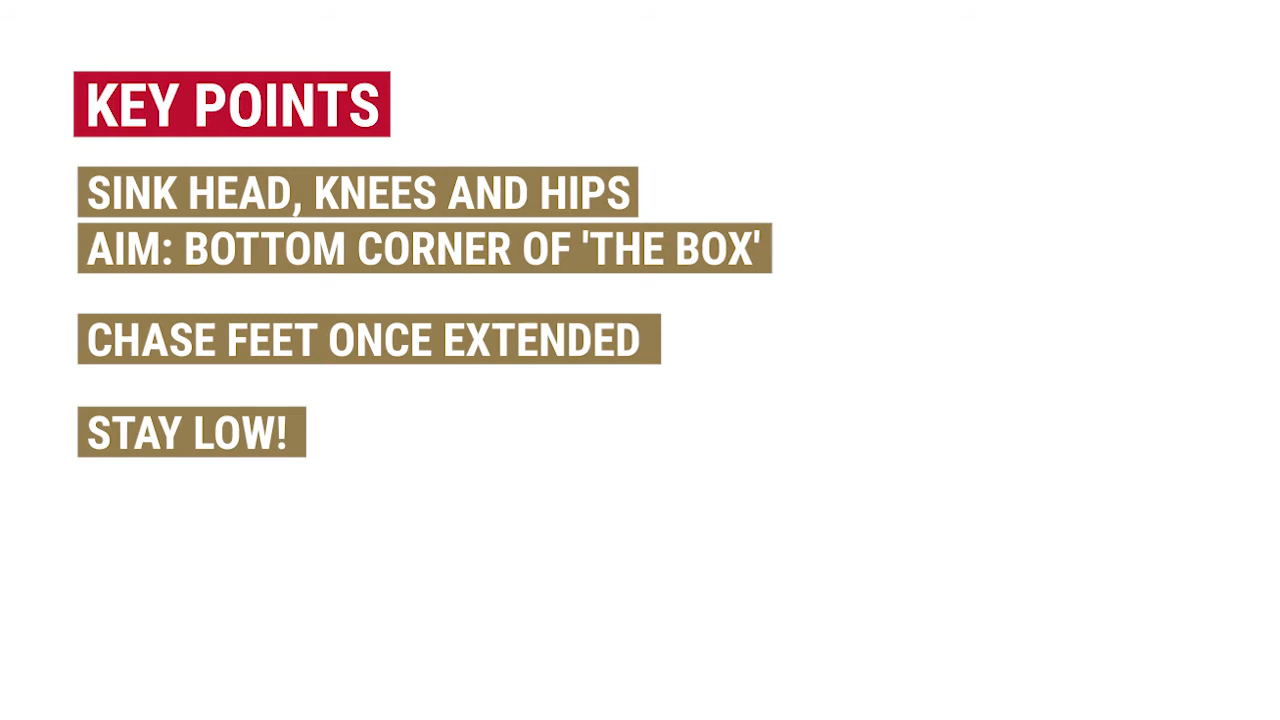 KEY POINTS
SINK HEAD, KNEES AND HIPS
AIM: BOTTOM CORNER OF 'THE BOX'
CHASE FEET ONCE EXTENDED
STAY LOW!